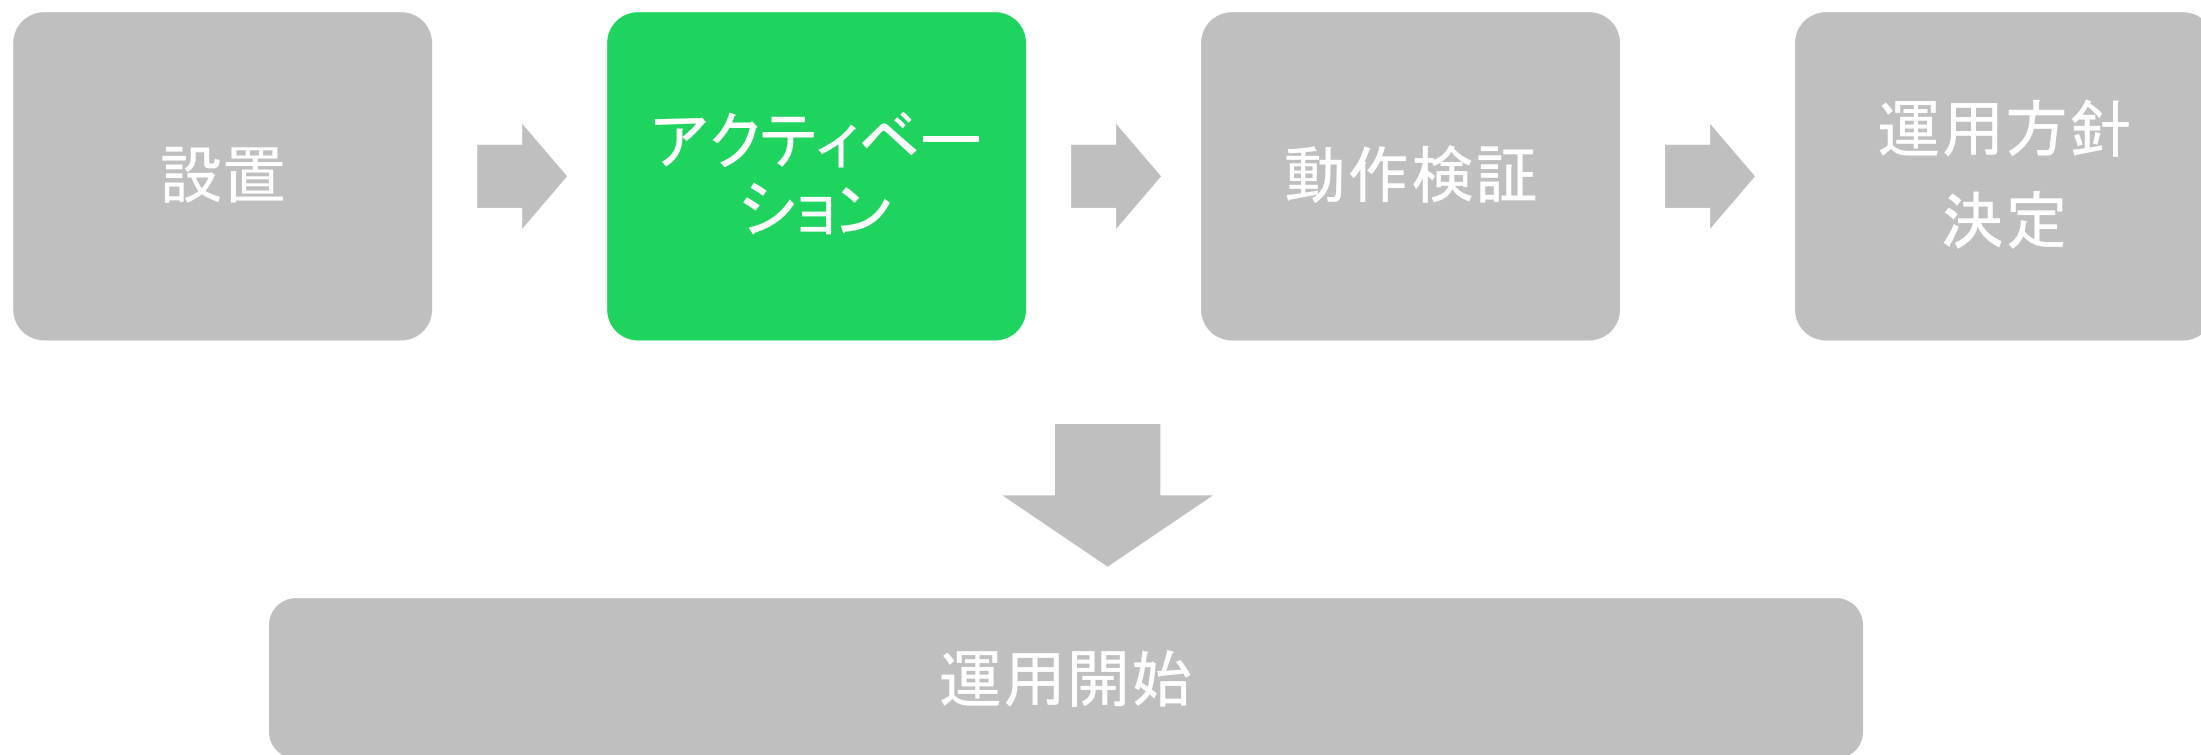 設置
アクティベー
ション
動作検証
運用方針
決定
運用開始